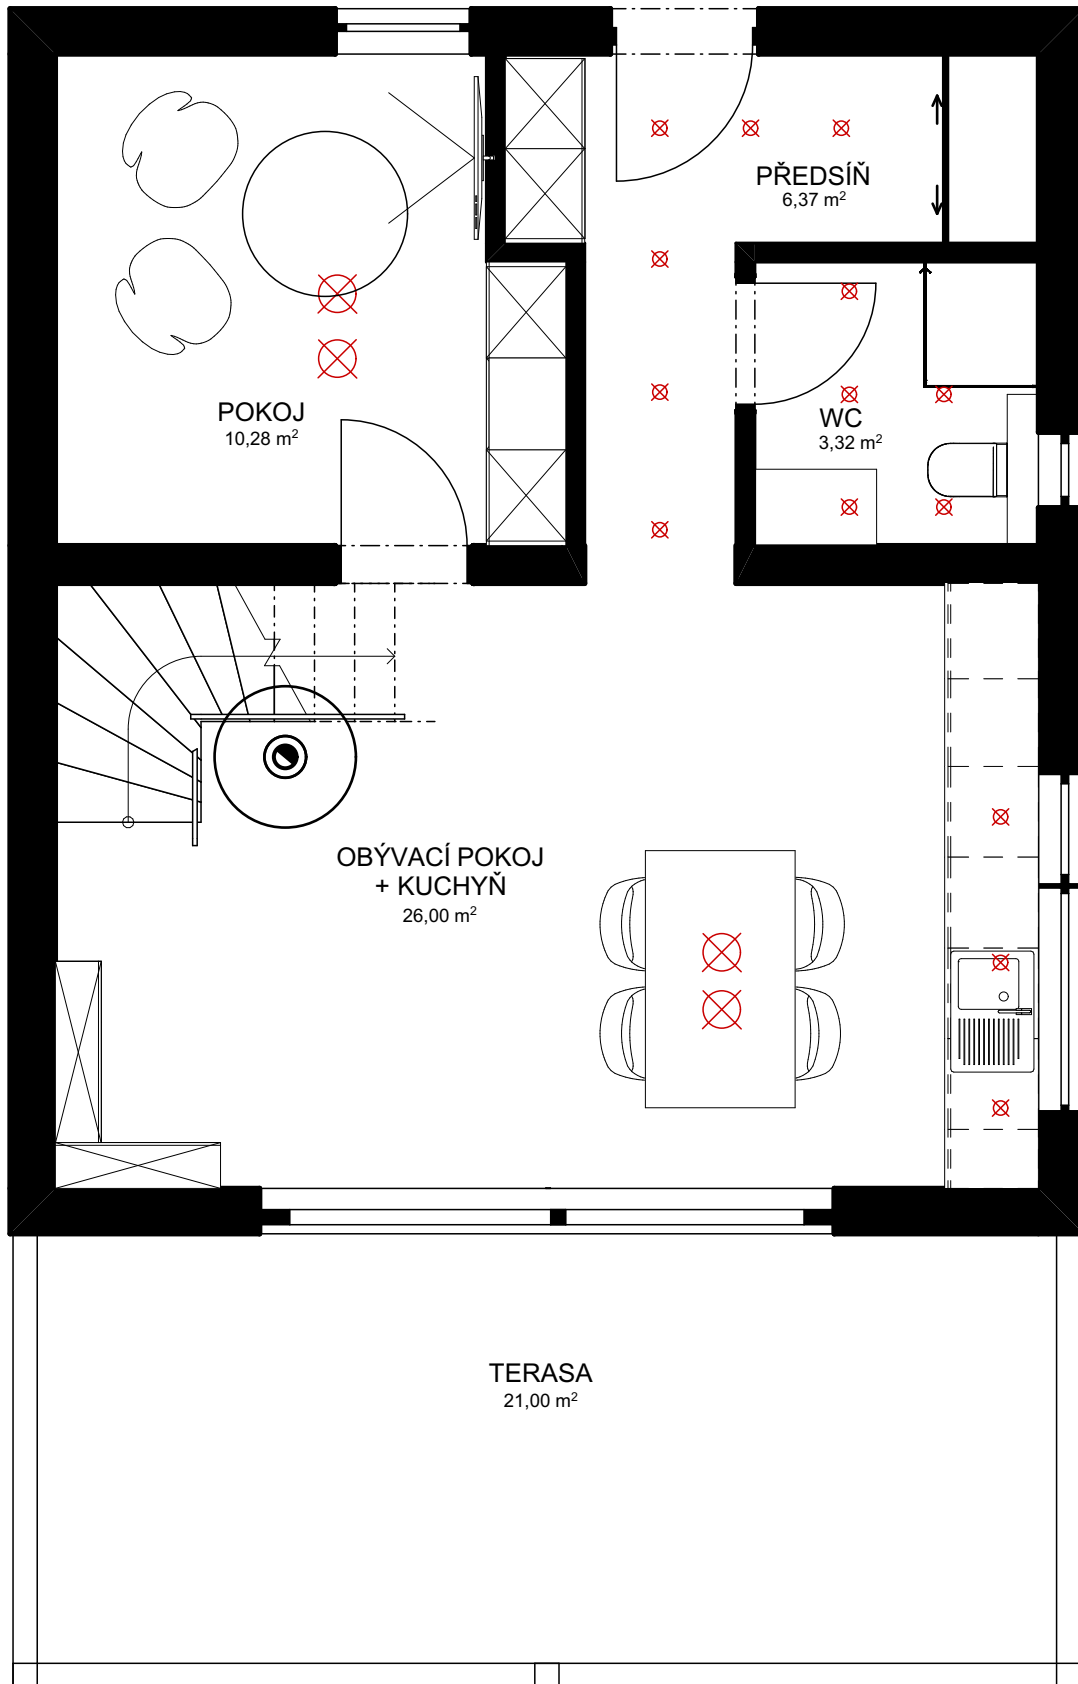 PŘEDSÍŇ
6,37 m²
POKOJ
10,28 m²
WC
3,32 m²
OBÝVACÍ POKOJ
+ KUCHYŇ
26,00 m²
TERASA
21,00 m²